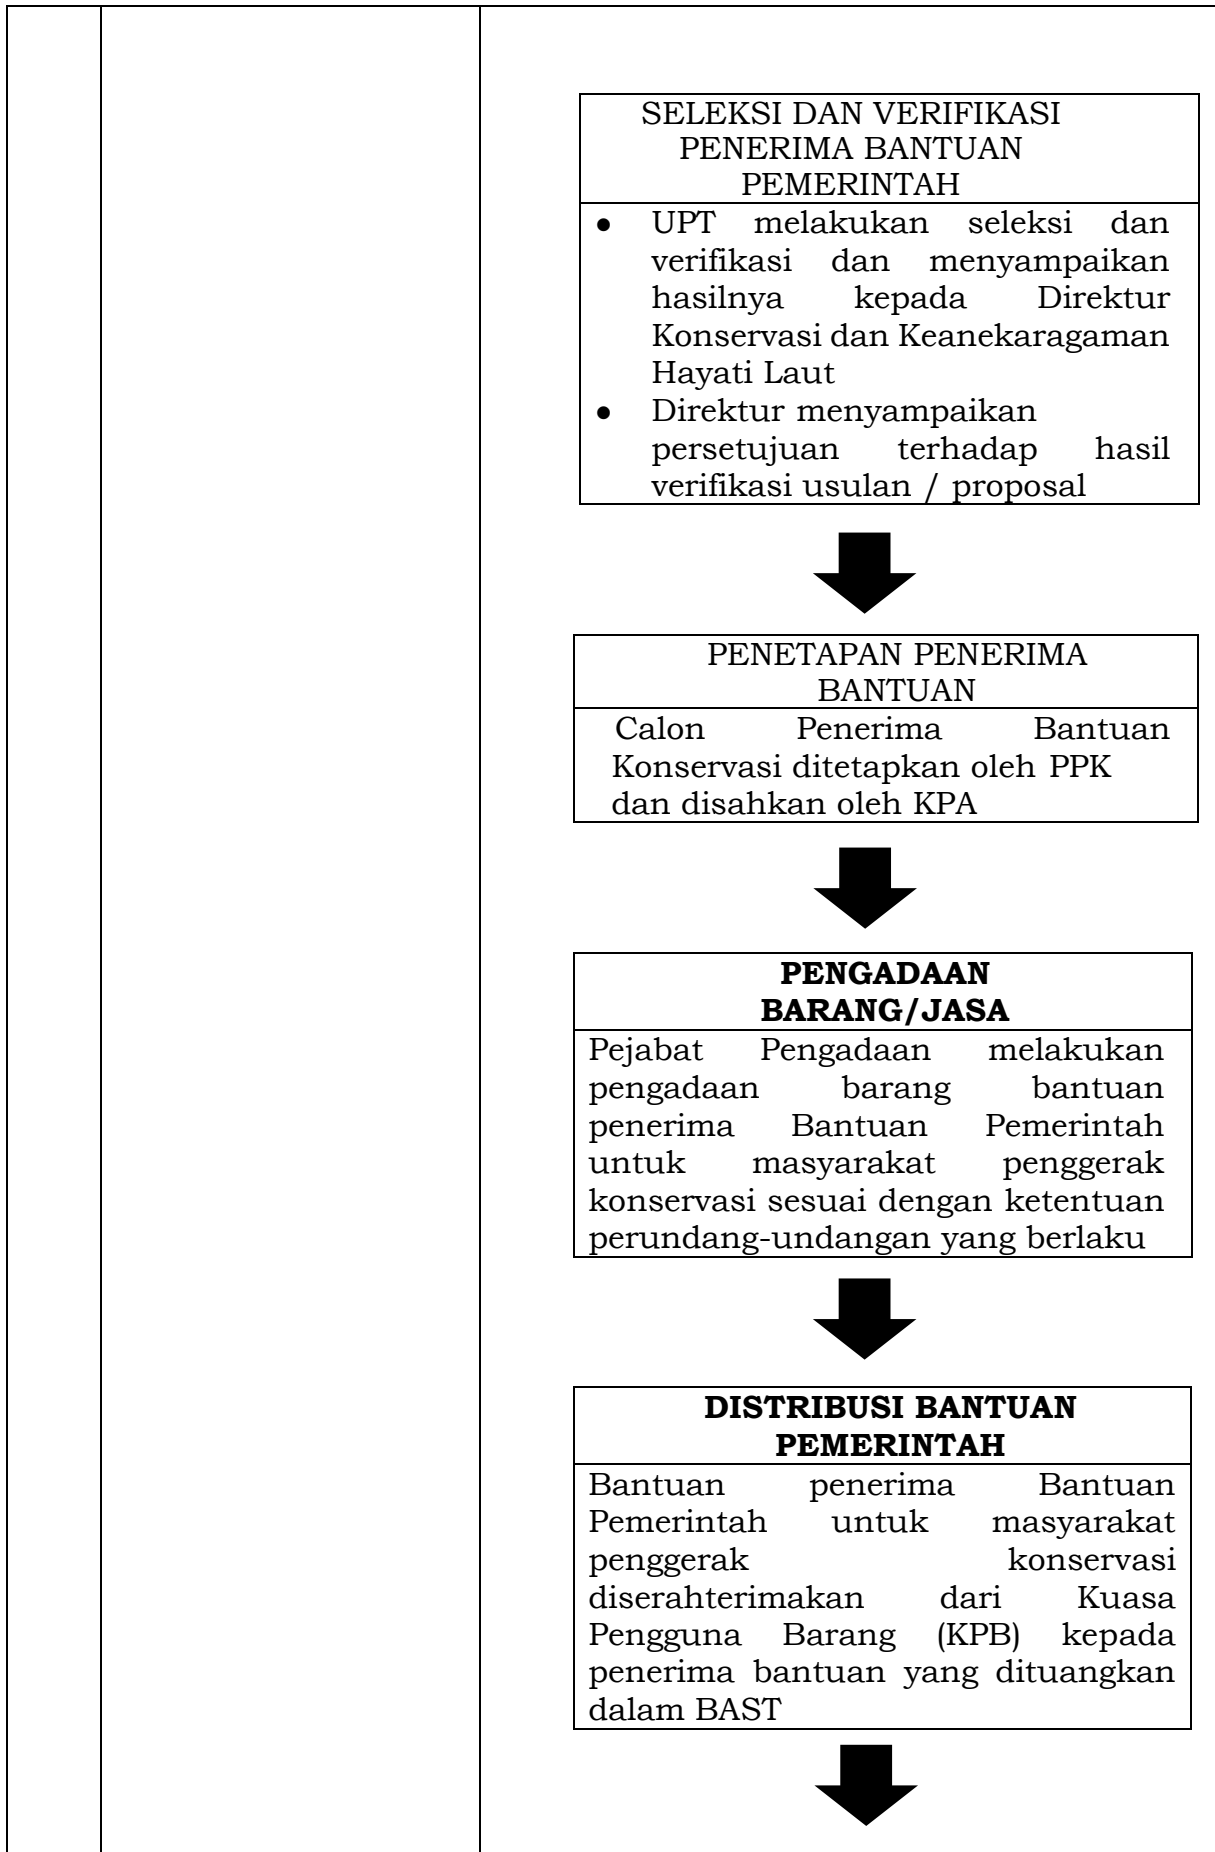 SELEKSI DAN VERIFIKASI
PENERIMA BANTUAN
PEMERINTAH
● UPT melakukan seleksi dan
verifikasi dan menyampaikan
hasilnya kepada Direktur
Konservasi dan Keanekaragaman
Hayati Laut
● Direktur menyampaikan
persetujuan terhadap hasil
verifikasi usulan / proposal
PENETAPAN PENERIMA
BANTUAN
Calon Penerima Bantuan
Konservasi ditetapkan oleh PPK
dan disahkan oleh KPA
PENGADAAN
BARANG/JASA
Pejabat Pengadaan melakukan
pengadaan barang bantuan
penerima Bantuan Pemerintah
untuk masyarakat penggerak
konservasi sesuai dengan ketentuan
perundang-undangan yang berlaku
DISTRIBUSI BANTUAN
PEMERINTAH
Bantuan penerima Bantuan
Pemerintah untuk masyarakat
penggerak konservasi
diserahterimakan dari Kuasa
Pengguna Barang (KPB) kepada
penerima bantuan yang dituangkan
dalam BAST